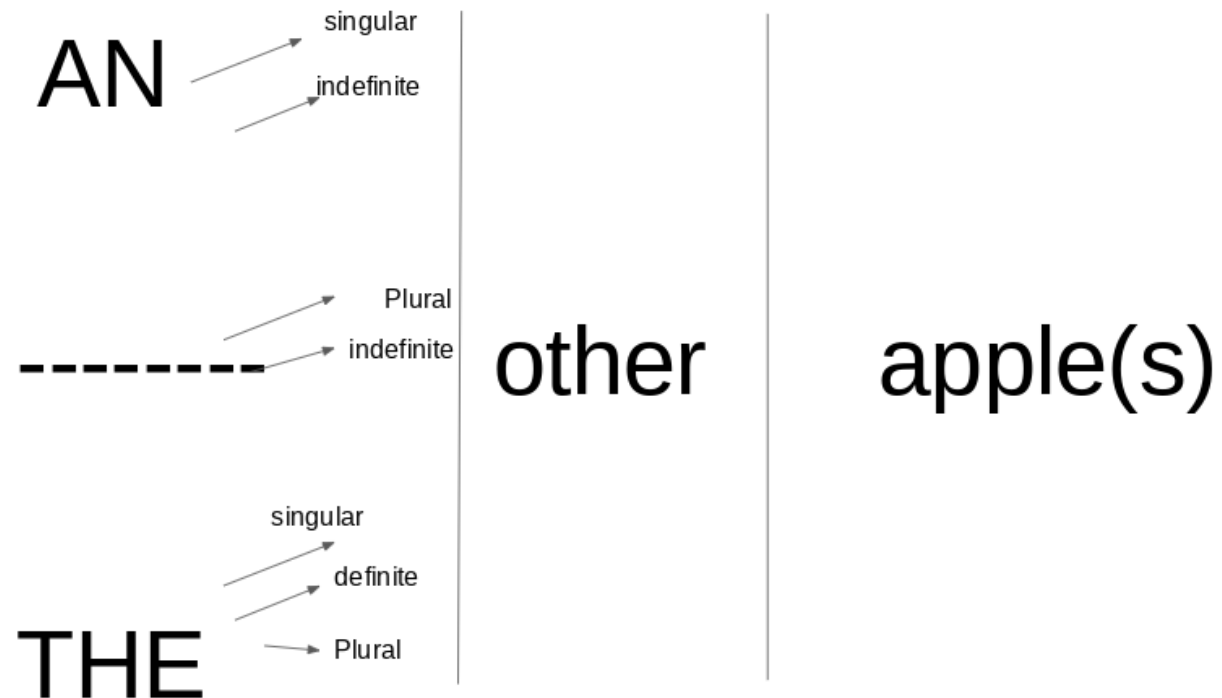 AN
singular
indefinite
Plural
indefinite
--------
other
apple(s)
singular
definite
Plural
THE